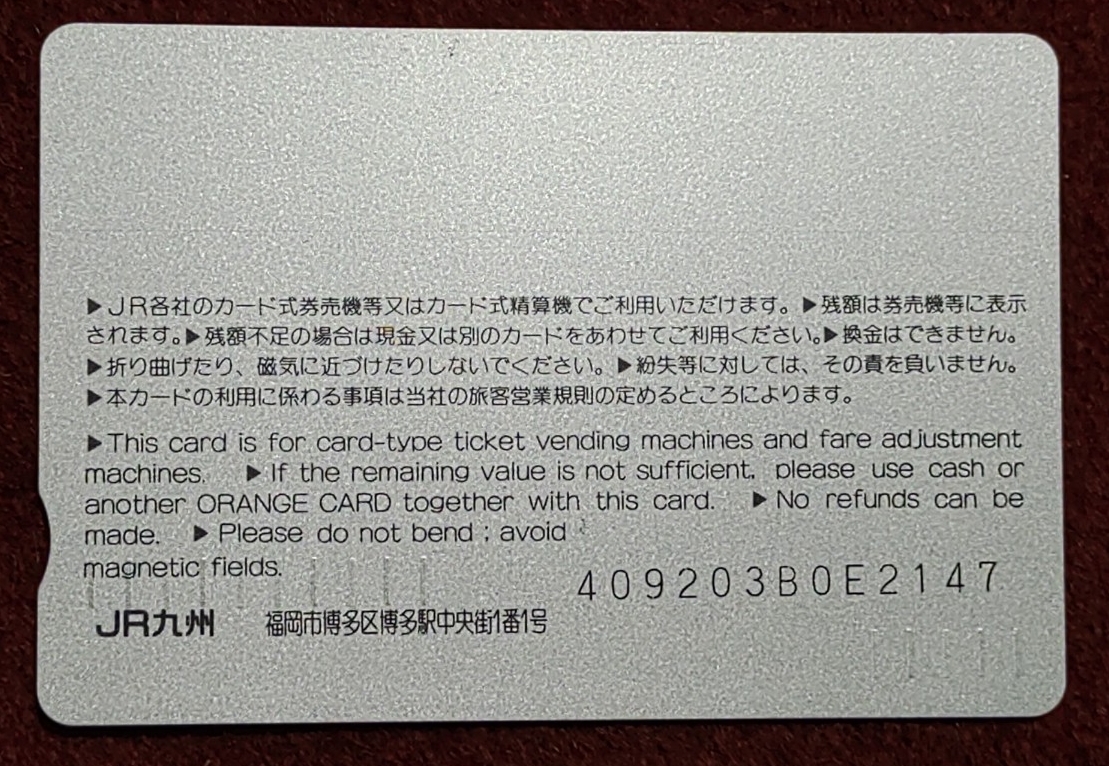 ▶JR各社のカード式券売機等又はカード式精算機でご利用いただけます。▶残額は券売機等に表示
されます。▶残額不足の場合は現金又は別のカードをあわせてご利用ください。▶換金はできません。
▶折り曲げたり、磁気に近づけたりしないでください。▶紛失等に対しては、その責を負いません。
▶本カードの利用に係わる事項は当社の旅客営業規則の定めるところによります。
▶This card is for card-type ticket vending machines and fare adjustment
machines. ▶If the remaining value is not sufficient, please use cash or
another ORANGE CARD together with this card. ▶No refunds can be
made. ▶Please do not bend; avoid
magnetic fields.
409203B0E2147
JR九州 福岡市博多区博多駅中央街1番1号